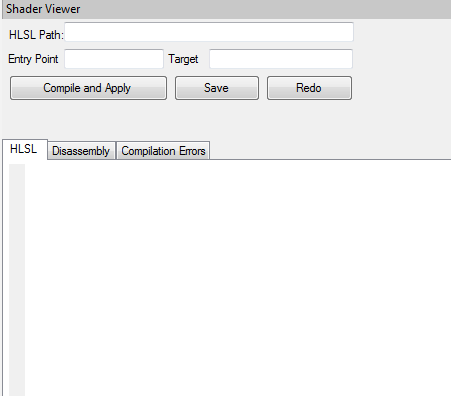 Shader Viewer
HLSL Path:
Entry Point Target
Compile and Apply Save Redo
HLSL Disassembly Compilation Errors